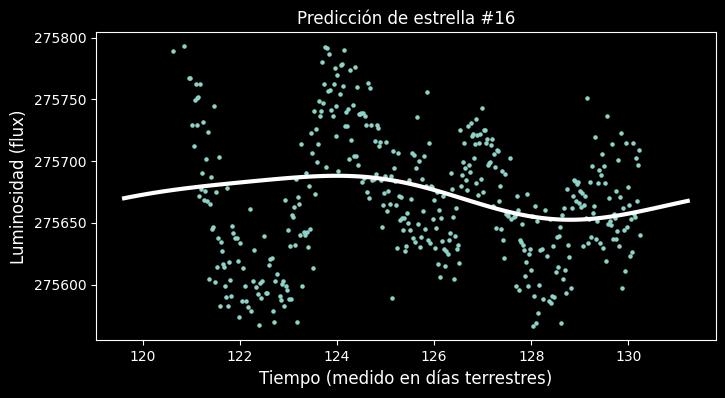 Predicción de estrella #16
275800
275750
275700
275650
275600
Luminosidad (flux)
120 122 124 126 128 130
Tiempo (medido en días terrestres)